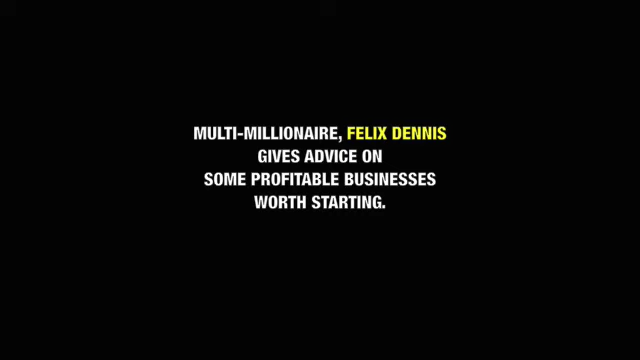 MULTI-MILLIONAIRE, FELIX DENNIS
GIVES ADVICE ON
SOME PROFITABLE BUSINESSES
WORTH STARTING.